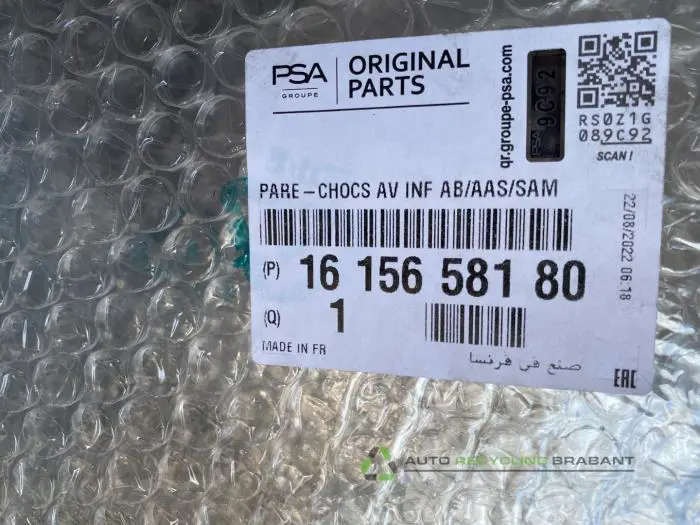 PSA
GROUPE
ORIGINAL
PARTS
qr.groupe-psa.com
PSA 9C92
RS0Z1G
089C92
SCAN!
PARE-CHOCS AV INF AB/AAS/SAM
22/08/2022 06:18
(P) 16 156 581 80
(Q) 1
MADE IN FR
صنع في فرنسا
EAC
AUTO RECYCLING BRABANT